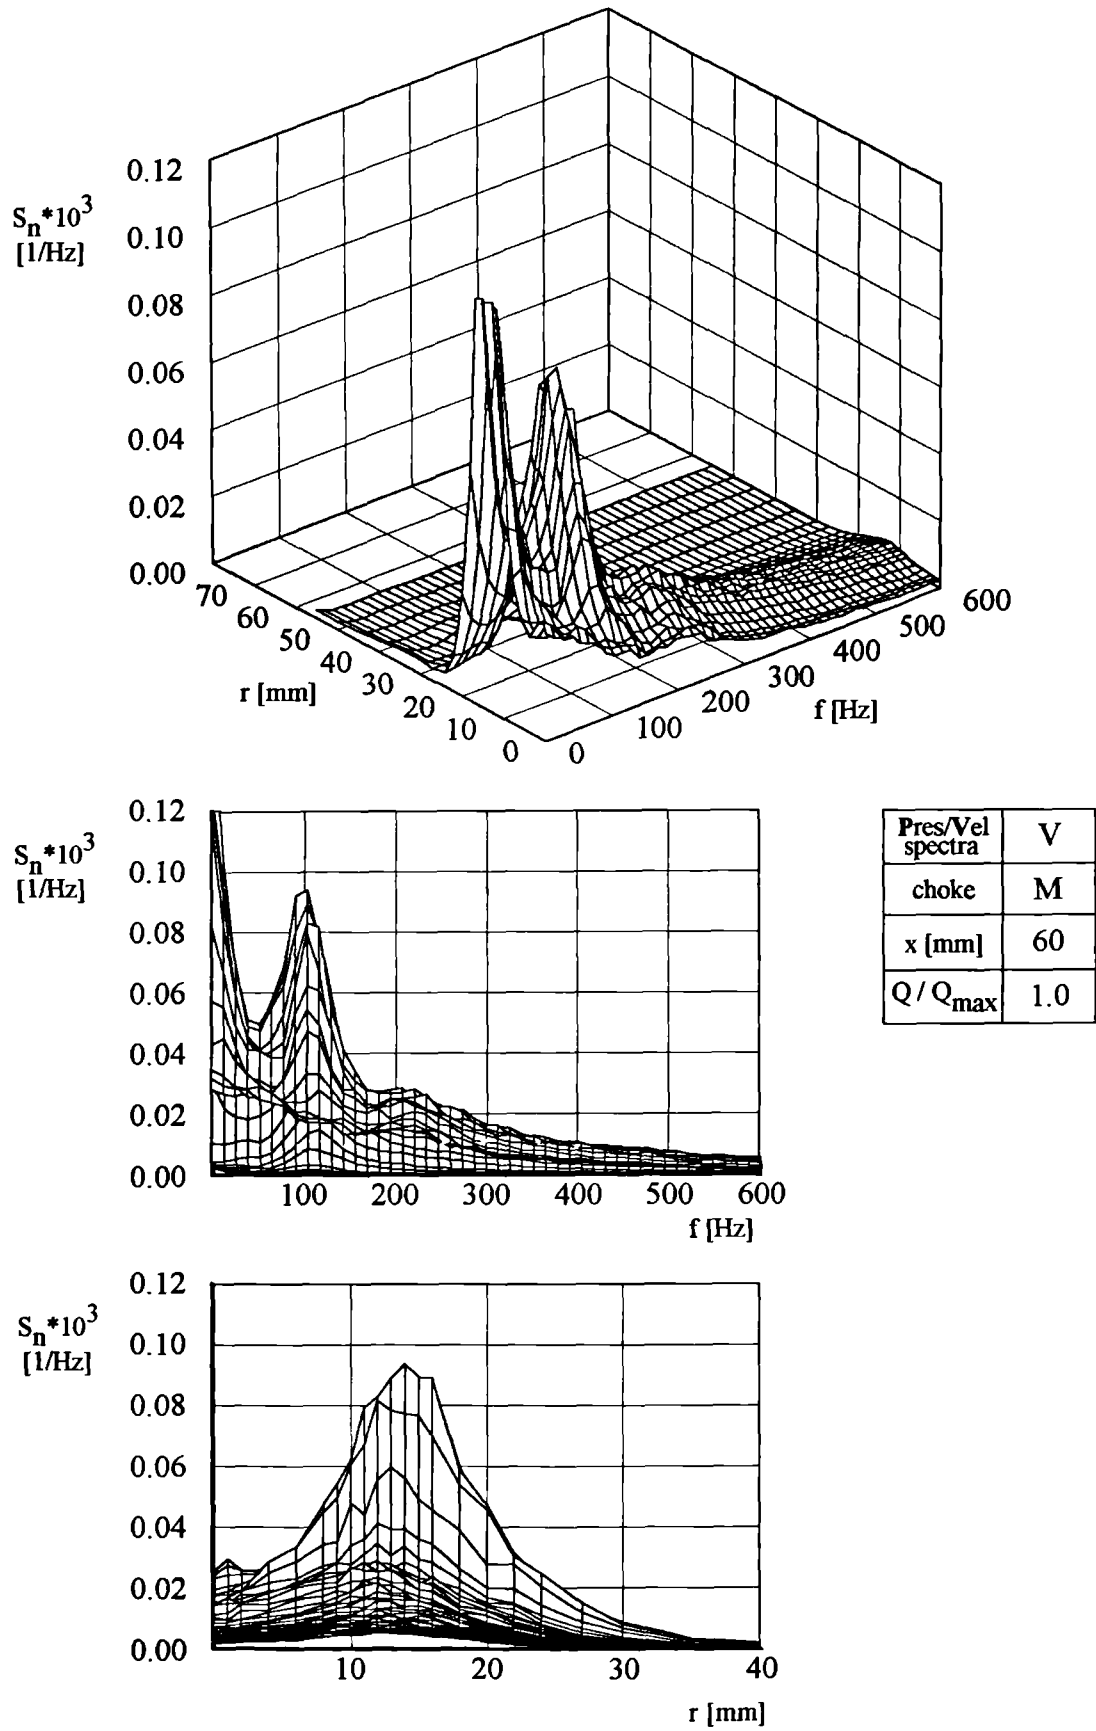 0.12
S_n*10^3
[1/Hz]
0.10
0.08
0.06
0.04
0.02
0.00
70
60
50
40
30
20
10
0
r [mm]
0
100
200
300
400
500
600
f [Hz]
0.12
S_n*10^3
[1/Hz]
0.10
0.08
0.06
0.04
0.02
0.00
100 200 300 400 500 600
f [Hz]
Pres/Vel spectra V
choke M
x [mm] 60
Q / Q_max 1.0
0.12
S_n*10^3
[1/Hz]
0.10
0.08
0.06
0.04
0.02
0.00
10 20 30 40
r [mm]